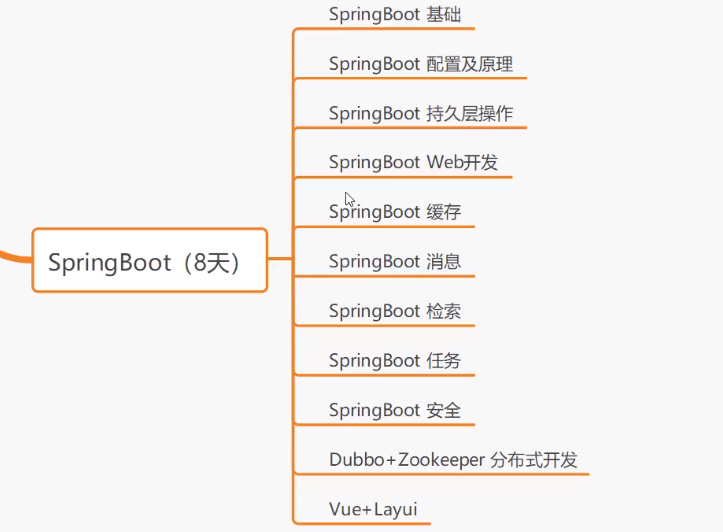 SpringBoot 基础
SpringBoot 配置及原理
SpringBoot 持久层操作
SpringBoot Web开发
SpringBoot 缓存
SpringBoot（8天）
SpringBoot 消息
SpringBoot 检索
SpringBoot 任务
SpringBoot 安全
Dubbo+Zookeeper 分布式开发
Vue+Layui